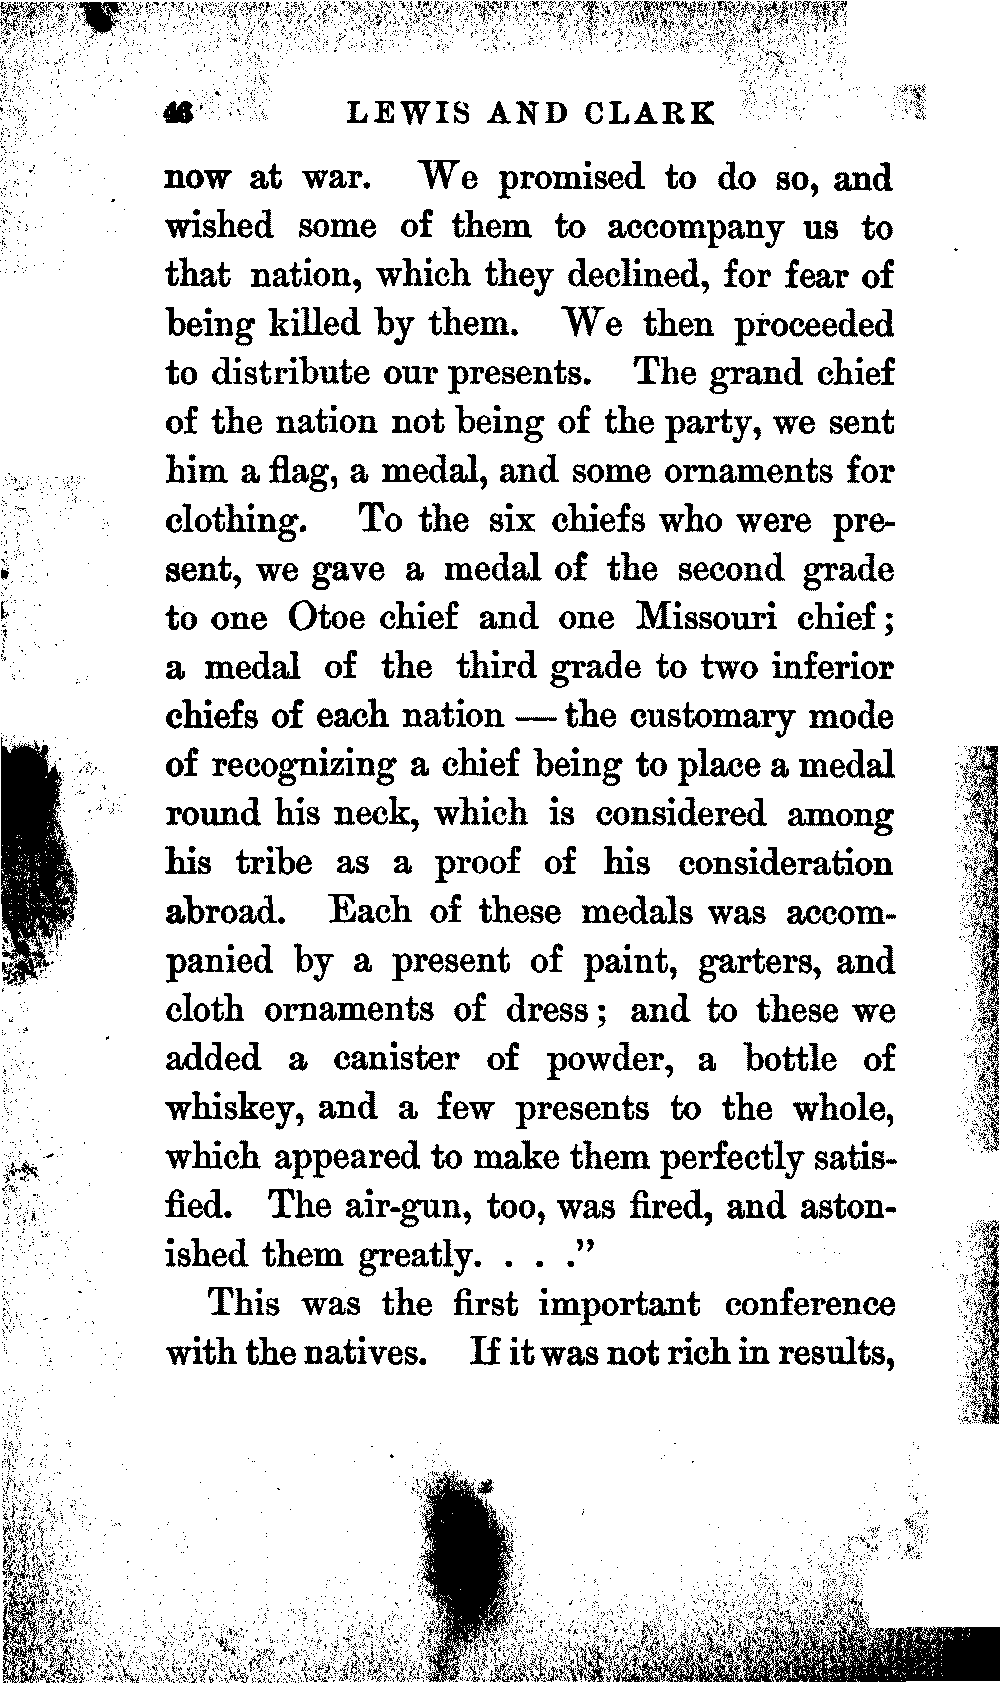 46 LEWIS AND CLARK
now at war. We promised to do so, and
wished some of them to accompany us to
that nation, which they declined, for fear of
being killed by them. We then proceeded
to distribute our presents. The grand chief
of the nation not being of the party, we sent
him a flag, a medal, and some ornaments for
clothing. To the six chiefs who were pre-
sent, we gave a medal of the second grade
to one Otoe chief and one Missouri chief;
a medal of the third grade to two inferior
chiefs of each nation — the customary mode
of recognizing a chief being to place a medal
round his neck, which is considered among
his tribe as a proof of his consideration
abroad. Each of these medals was accom-
panied by a present of paint, garters, and
cloth ornaments of dress; and to these we
added a canister of powder, a bottle of
whiskey, and a few presents to the whole,
which appeared to make them perfectly satis-
fied. The air-gun, too, was fired, and aston-
ished them greatly. . . ."
This was the first important conference
with the natives. If it was not rich in results,